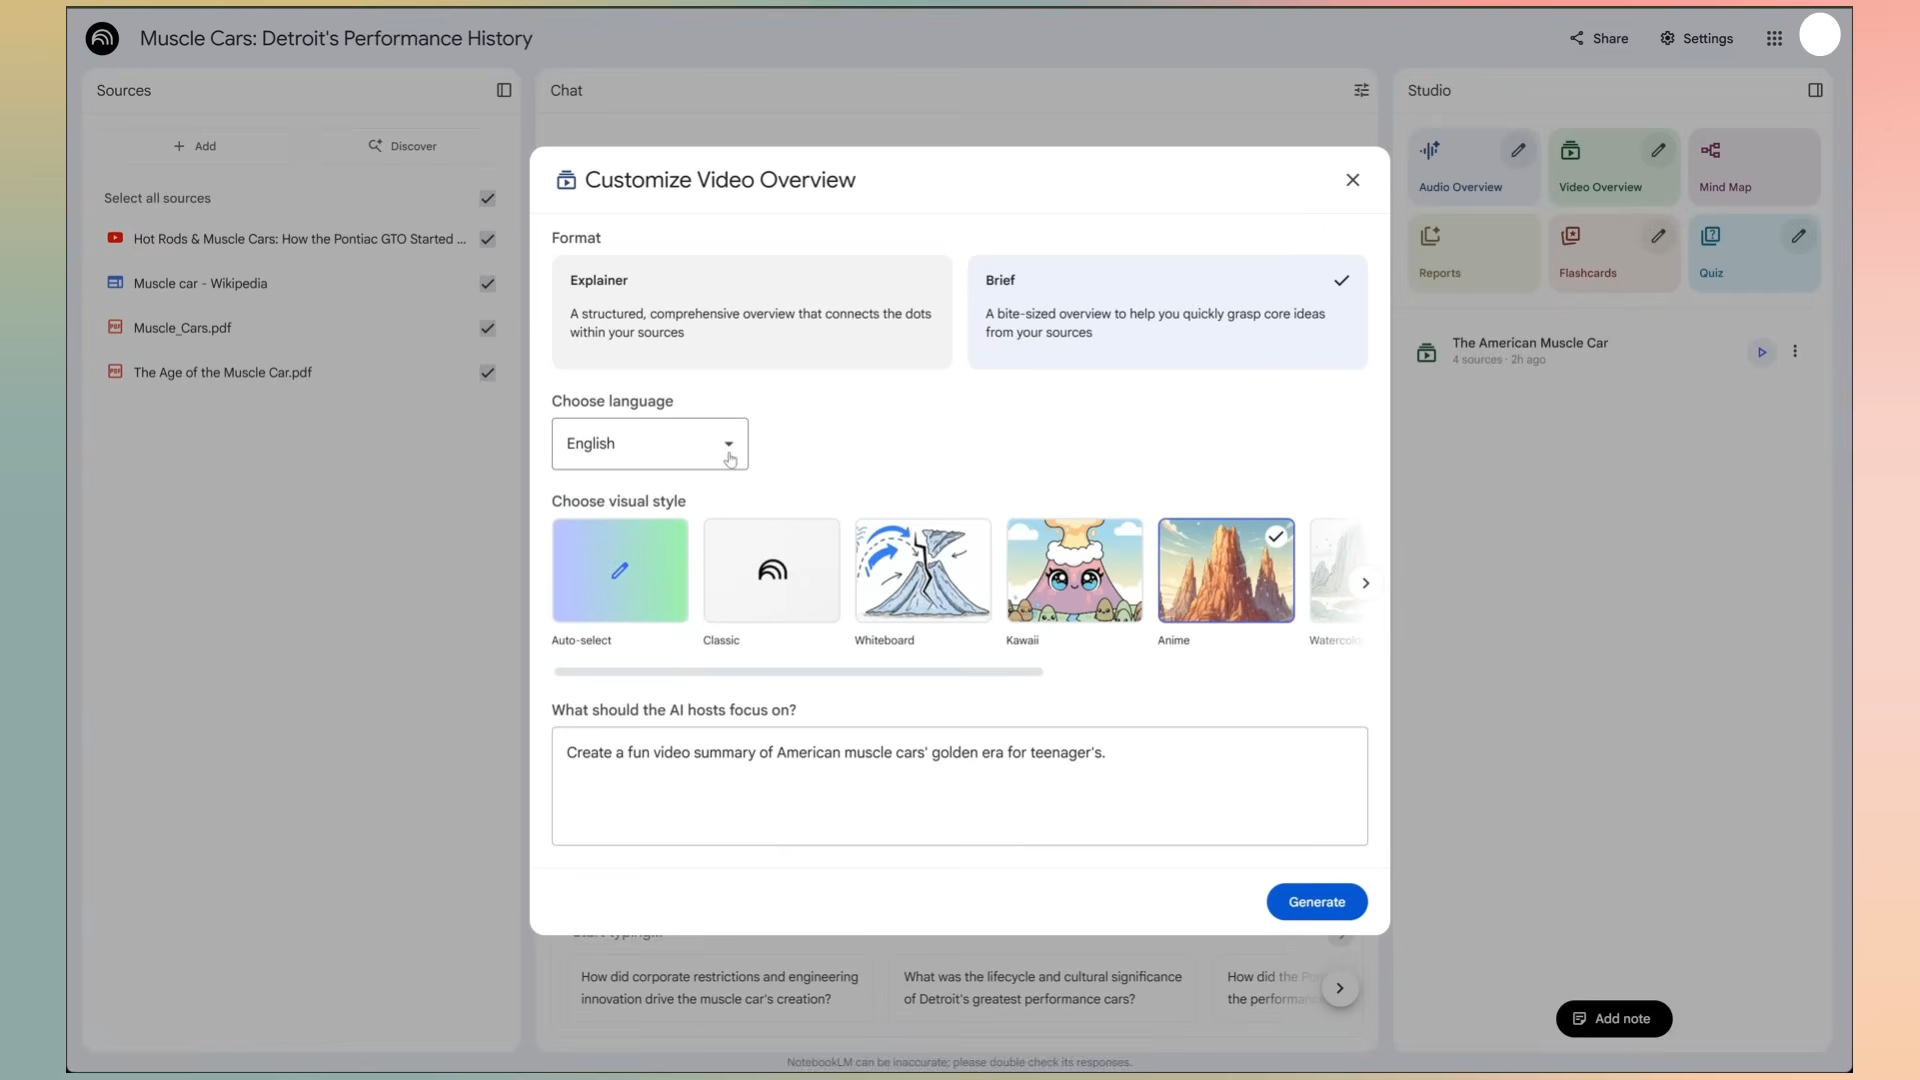 Muscle Cars: Detroit's Performance History
Share
Settings
Sources
Add
Discover
Select all sources
Hot Rods & Muscle Cars: How the Pontiac GTO Started ...
Muscle car - Wikipedia
PDF Muscle_Cars.pdf
PDF The Age of the Muscle Car.pdf
Chat
Customize Video Overview
Format
Explainer
A structured, comprehensive overview that connects the dots
within your sources
Brief
A bite-sized overview to help you quickly grasp core ideas
from your sources
Choose language
English
Choose visual style
Auto-select
Classic
Whiteboard
Kawaii
Anime
What should the AI hosts focus on?
Create a fun video summary of American muscle cars' golden era for teenager's.
Generate
How did corporate restrictions and engineering
innovation drive the muscle car's creation?
What was the lifecycle and cultural significance
of Detroit's greatest performance cars?
How did the
the
NotebookLM can be inaccurate; please double check its responses.
Studio
Audio Overview
Video Overview
Mind Map
Reports
Flashcards
Quiz
The American Muscle Car
4 sources · 2h ago
Add note